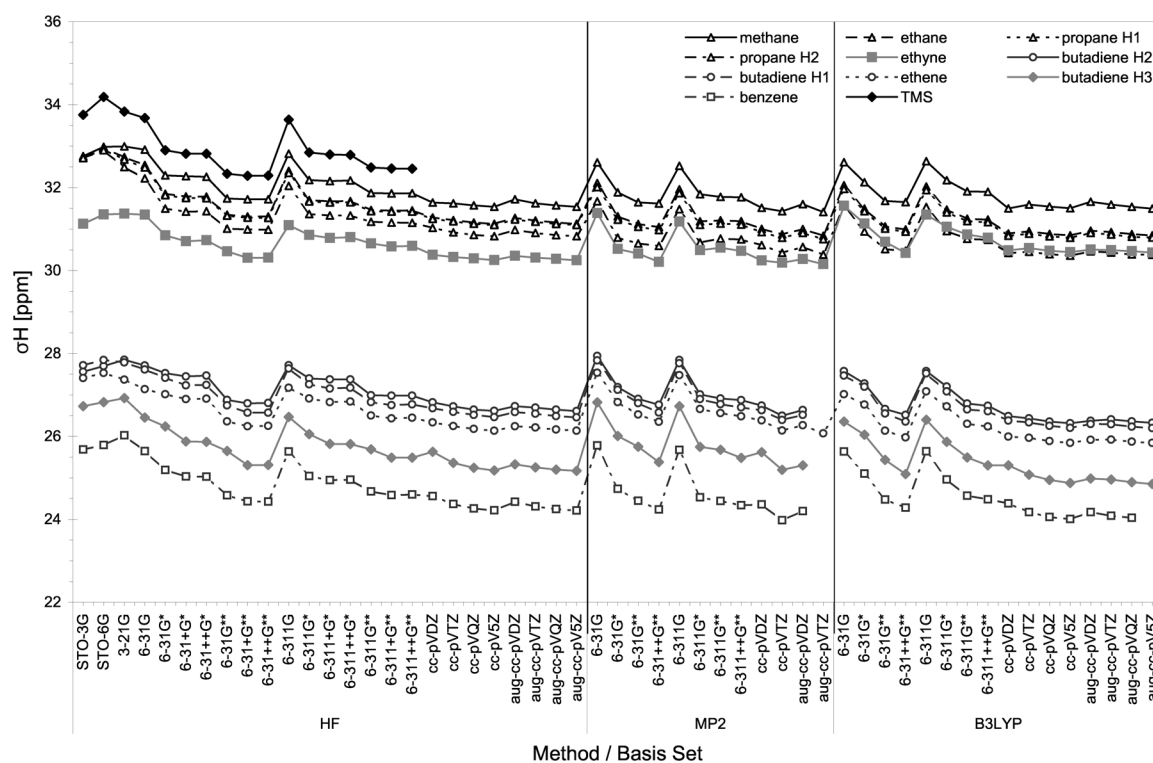 36
34
32
30
28
26
24
22
σH [ppm]
methane ethane propane H1
propane H2 ethyne butadiene H2
butadiene H1 ethene butadiene H3
benzene TMS
STO-3G
STO-6G
3-21G
6-31G
6-31G*
6-31+G*
6-31++G*
6-31G**
6-31+G**
6-31++G**
6-311G
6-311G*
6-311+G*
6-311++G*
6-311G**
6-311+G**
6-311++G**
cc-pVDZ
cc-pVTZ
cc-pVQZ
cc-pV5Z
aug-cc-pVDZ
aug-cc-pVTZ
aug-cc-pVQZ
aug-cc-pV5Z
6-31G
6-31G*
6-31G**
6-31++G**
6-311G
6-311G*
6-311G**
6-311++G**
cc-pVDZ
cc-pVTZ
aug-cc-pVDZ
aug-cc-pVTZ
6-31G
6-31G*
6-31G**
6-31++G**
6-311G
6-311G*
6-311G**
6-311++G**
cc-pVDZ
cc-pVTZ
cc-pVQZ
cc-pV5Z
aug-cc-pVDZ
aug-cc-pVTZ
aug-cc-pVQZ
aug-cc-pV5Z
HF MP2 B3LYP
Method / Basis Set